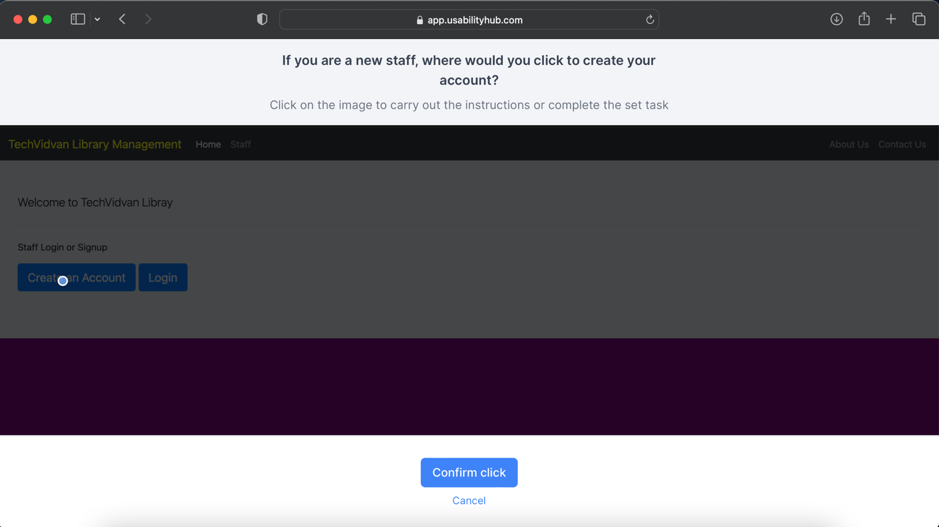 app.usabilityhub.com
If you are a new staff, where would you click to create your
account?
Click on the image to carry out the instructions or complete the set task
TechVidvan Library Management Home Staff About Us Contact Us
Welcome to TechVidvan Libray
Staff Login or Signup
Create an Account Login
Confirm click
Cancel